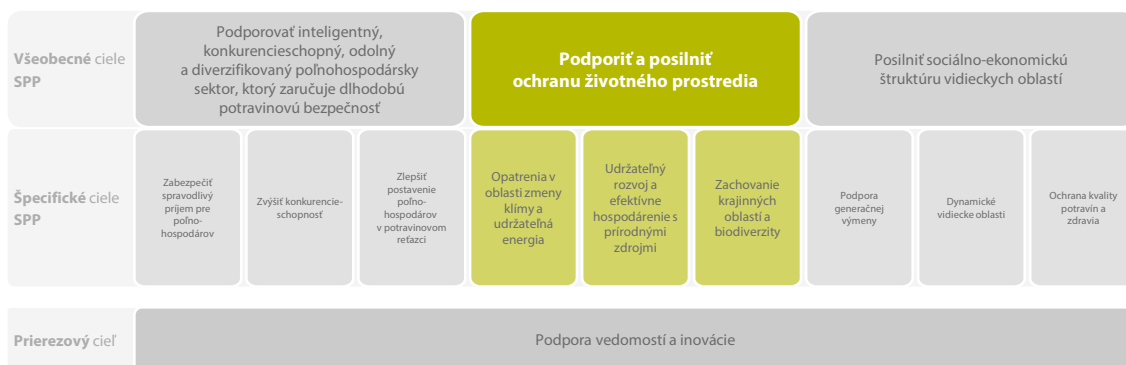 Všeobecné ciele
SPP
Podporovať inteligentný,
konkurencieschopný, odolný
a diverzifikovaný poľnohospodársky
sektor, ktorý zaručuje dlhodobú
potravinovú bezpečnosť
Podporiť a posilniť
ochranu životného prostredia
Posilniť sociálno-ekonomickú
štruktúru vidieckych oblastí
Špecifické ciele
SPP
Zabezpečiť
spravodlivý
príjem pre
poľno-
hospodárov
Zvýšiť konkurencie-
schopnosť
Zlepšiť
postavenie
poľno-
hospodárov
v potravinovom
reťazci
Opatrenia v
oblasti zmeny
klímy a
udržateľná
energia
Udržateľný
rozvoj a
efektívne
hospodárenie s
prírodnými
zdrojmi
Zachovanie
krajinných
oblastí a
biodiverzity
Podpora
generačnej
výmeny
Dynamické
vidiecke oblasti
Ochrana kvality
potravín a
zdravia
Prierezový cieľ
Podpora vedomostí a inovácie